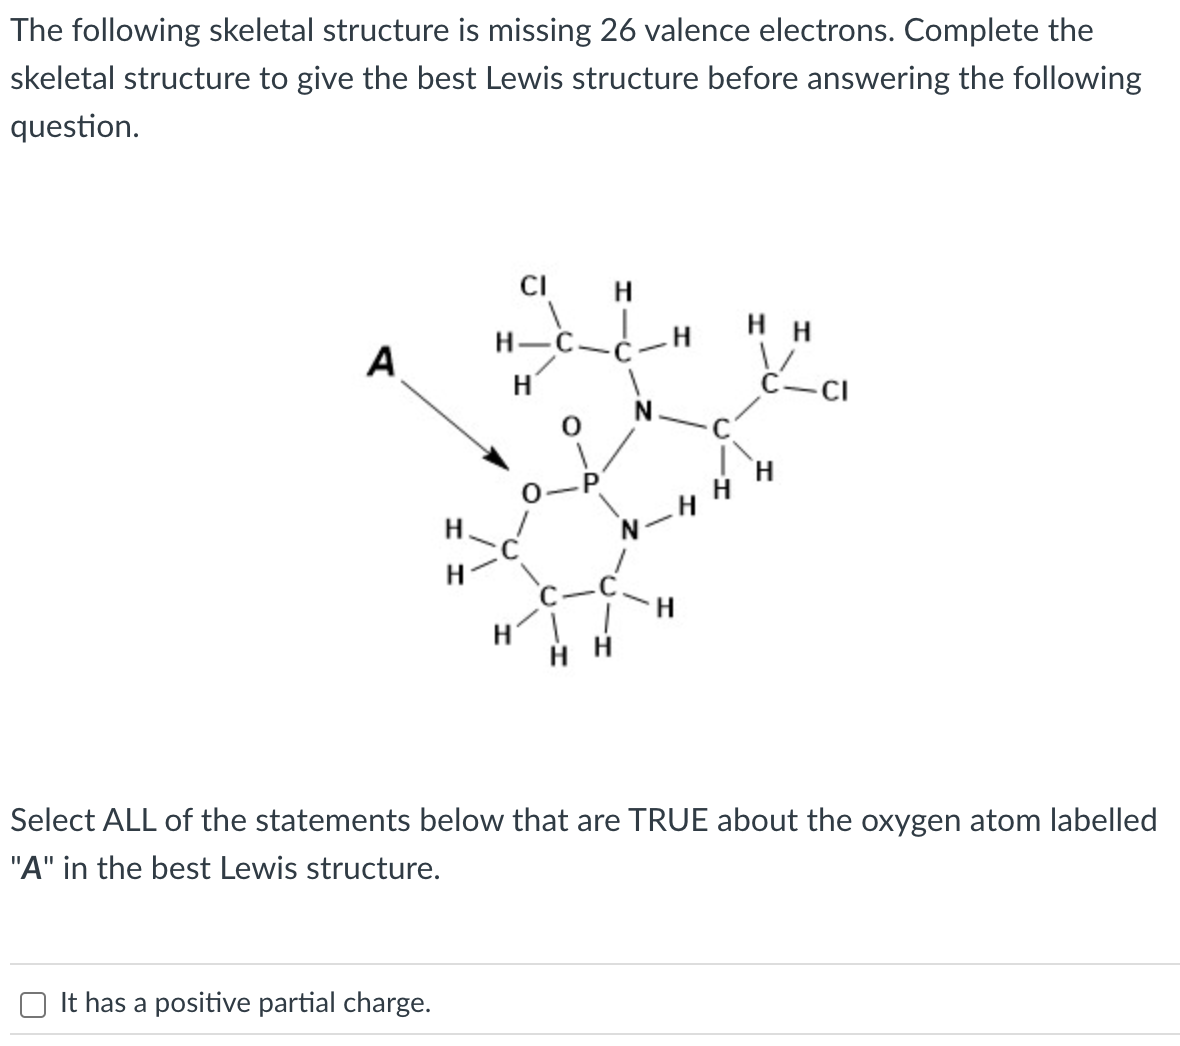 The following skeletal structure is missing 26 valence electrons. Complete the
skeletal structure to give the best Lewis structure before answering the following
question.
Cl H
H H
H C C H
A
H C Cl
N
O C
H
O P H
H
H N
C
H
C C H
H
H H
Select ALL of the statements below that are TRUE about the oxygen atom labelled
"A" in the best Lewis structure.
It has a positive partial charge.